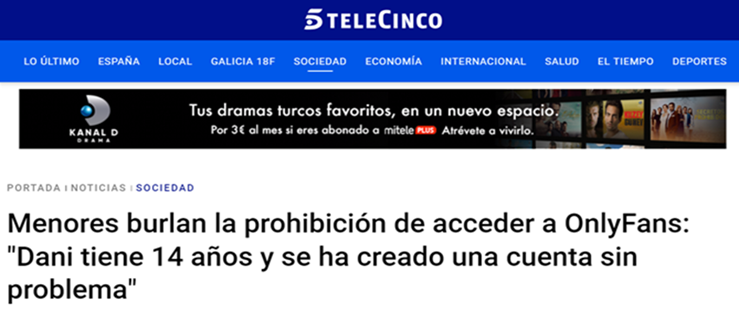 5 TELECINCO
LO ÚLTIMO ESPAÑA LOCAL GALICIA 18F SOCIEDAD ECONOMÍA INTERNACIONAL SALUD EL TIEMPO DEPORTES
KANAL D
DRAMA
Tus dramas turcos favoritos, en un nuevo espacio.
Por 3€ al mes si eres abonado a mitele PLUS Atrévete a vivirlo.
PORTADA | NOTICIAS | SOCIEDAD
Menores burlan la prohibición de acceder a OnlyFans:
"Dani tiene 14 años y se ha creado una cuenta sin
problema"